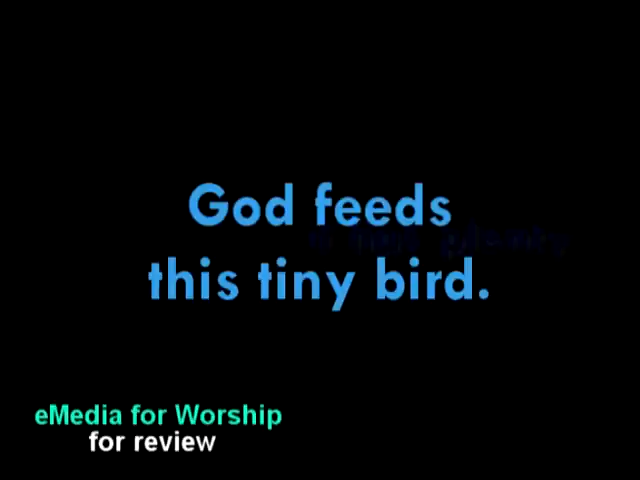 God feeds
this tiny bird.
eMedia for Worship
for review